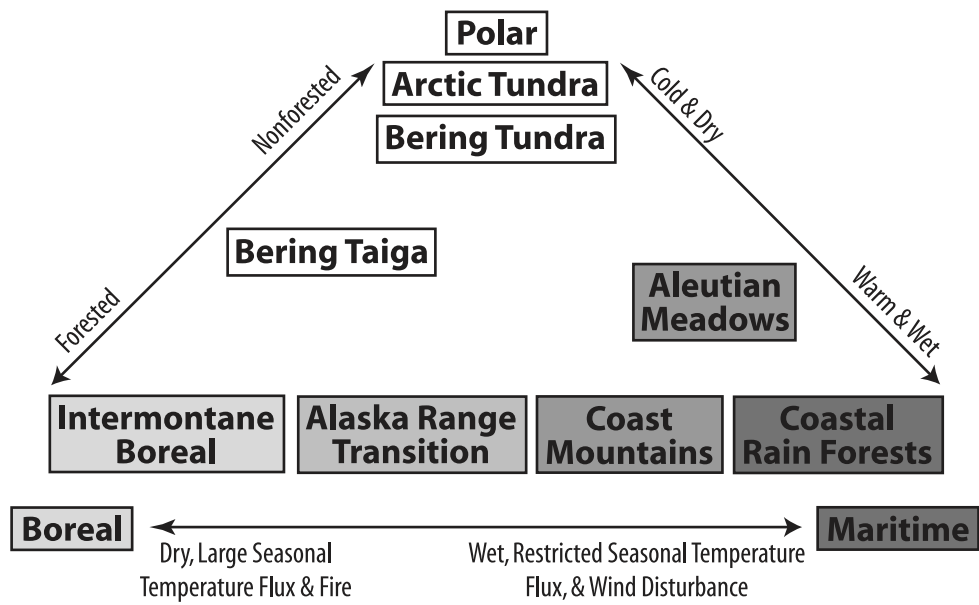 Polar
Arctic Tundra
Bering Tundra
Nonforested
Forested
Cold & Dry
Warm & Wet
Bering Taiga
Aleutian
Meadows
Intermontane
Boreal
Alaska Range
Transition
Coast
Mountains
Coastal
Rain Forests
Boreal
Maritime
Dry, Large Seasonal
Temperature Flux & Fire
Wet, Restricted Seasonal Temperature
Flux, & Wind Disturbance